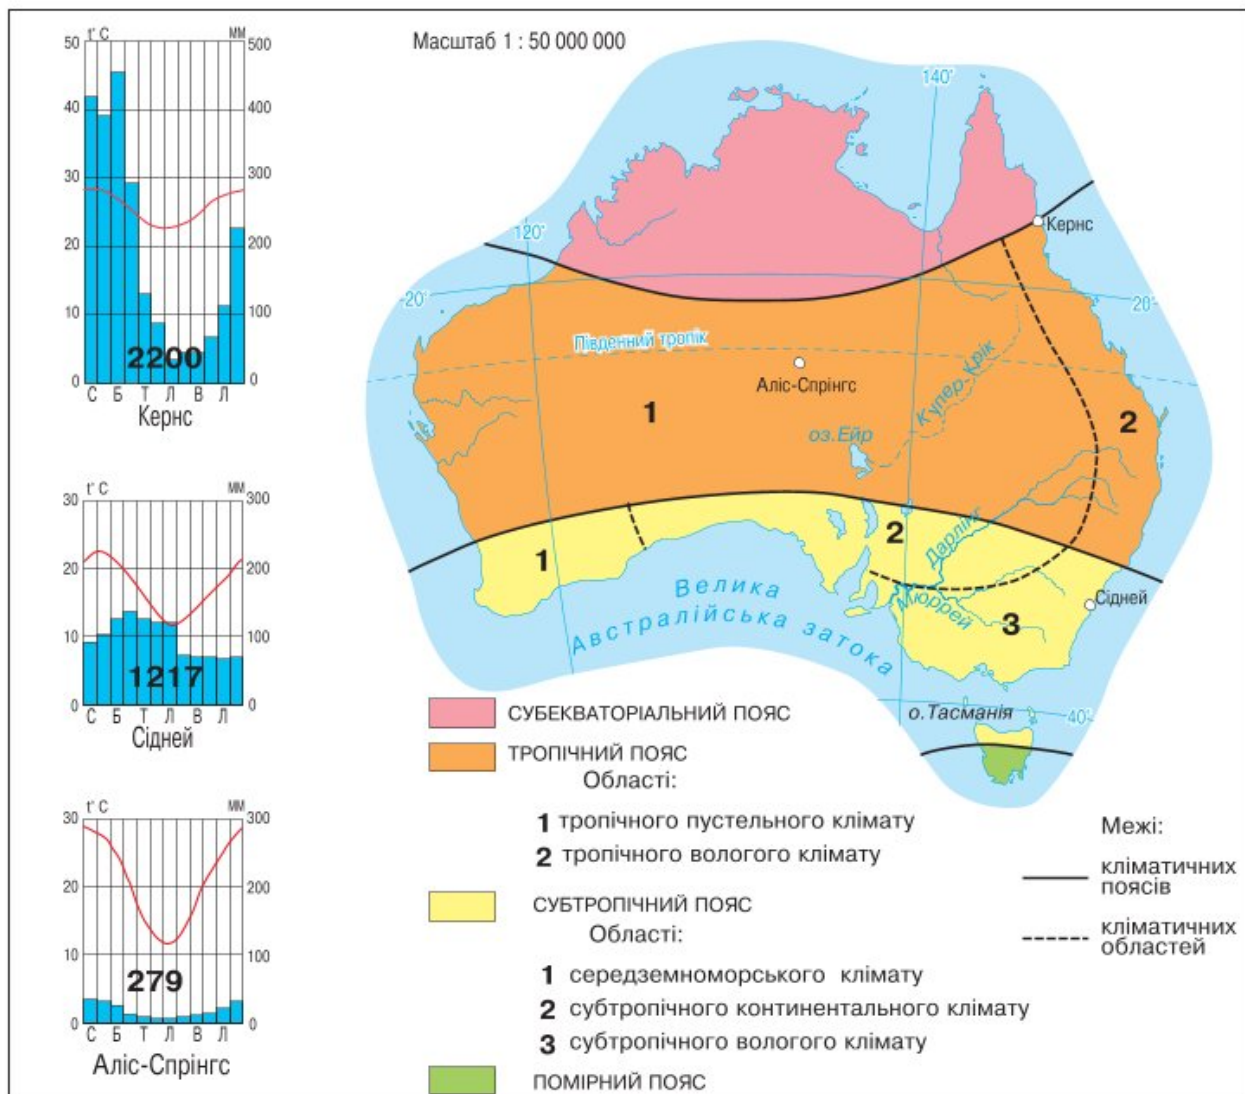 t° C
мм
50
40
30
20
10
0
500
400
300
200
100
0
2200
С Б Т Л В Л
Кернс
t° C
мм
30
20
10
0
300
200
100
0
1217
С Б Т Л В Л
Сідней
t° C
мм
30
20
10
0
300
200
100
0
279
С Б Т Л В Л
Аліс-Спрінгс
Масштаб 1 : 50 000 000
140°
120°
Кернс
20°
20°
Південний тропік
Аліс-Спрінгс
Купер-Крік
1
2
оз.Ейр
Дарлінг
1
2
Мюррей
3
Сідней
Велика
Австралійська затока
о.Тасманія
40°
СУБЕКВАТОРІАЛЬНИЙ ПОЯС
ТРОПІЧНИЙ ПОЯС
Області:
1 тропічного пустельного клімату
2 тропічного вологого клімату
СУБТРОПІЧНИЙ ПОЯС
Області:
1 середземноморського клімату
2 субтропічного континентального клімату
3 субтропічного вологого клімату
ПОМІРНИЙ ПОЯС
Межі:
кліматичних
поясів
кліматичних
областей